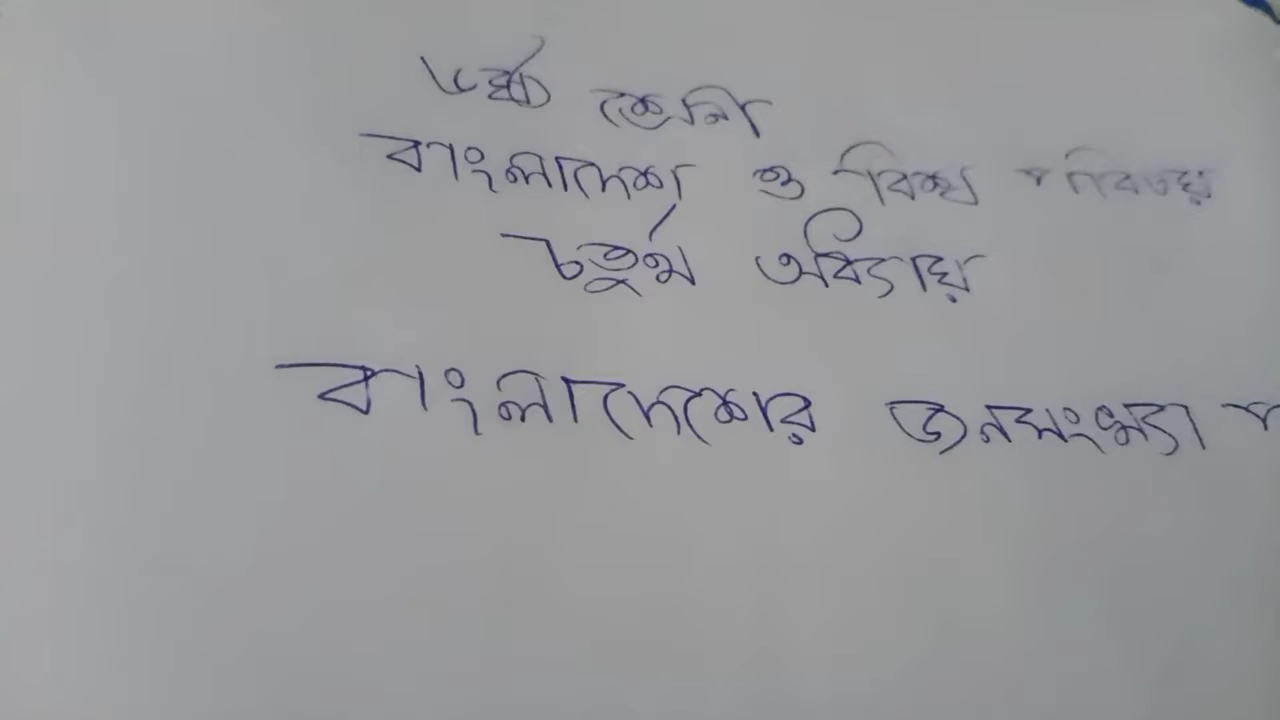 ৬ষ্ঠ শ্রেণি
বাংলাদেশ ও বিশ্ব পরিচয়
চতুর্থ অধ্যায়
বাংলাদেশের জনসংখ্যা